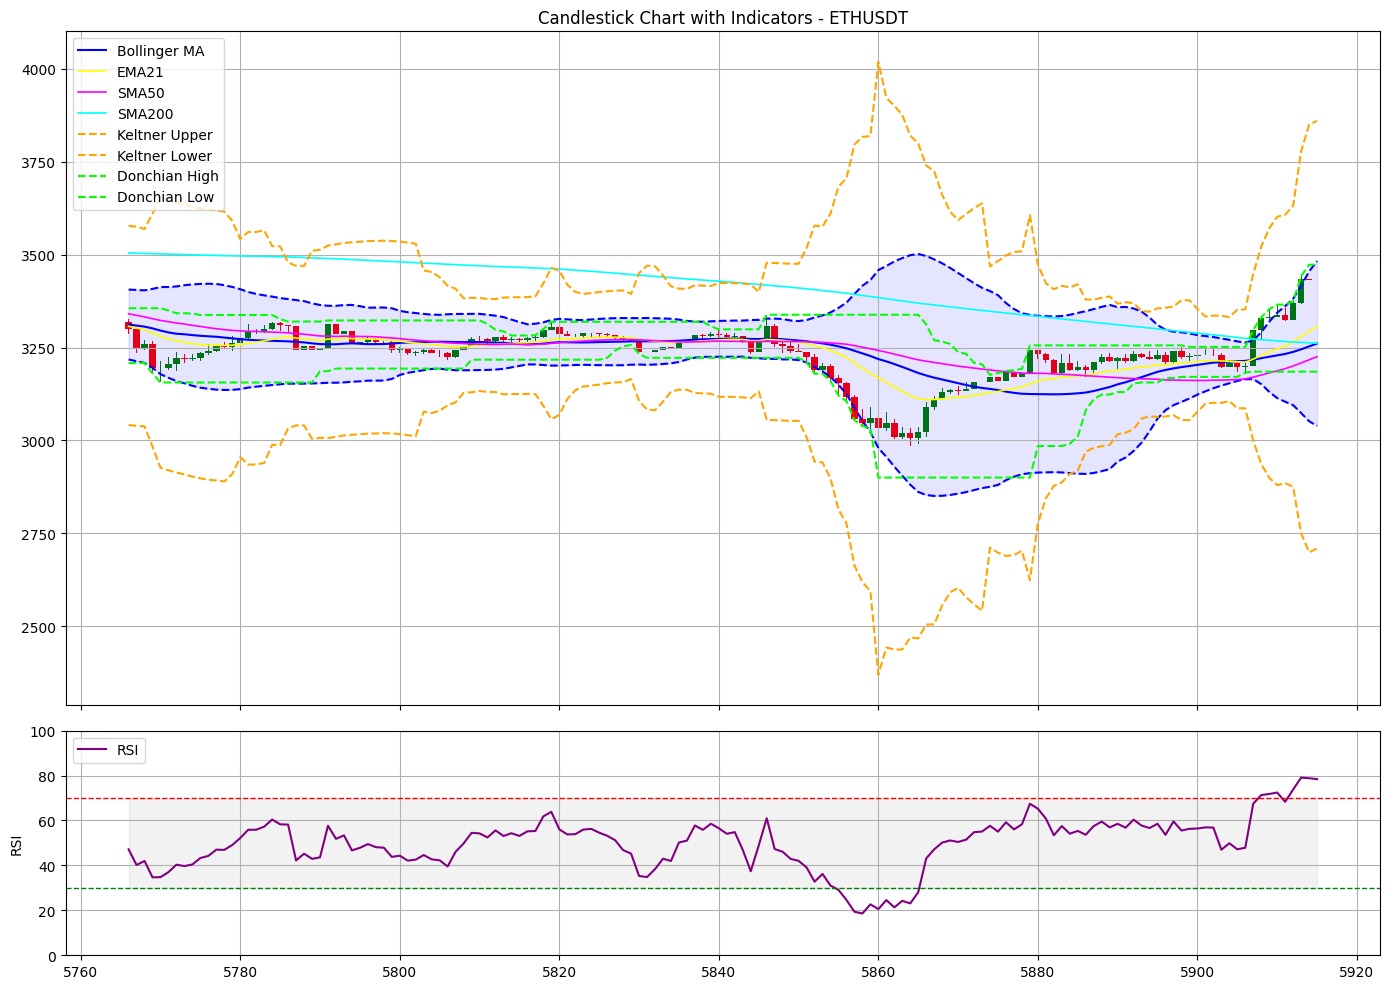 Candlestick Chart with Indicators - ETHUSDT
Bollinger MA
EMA21
SMA50
SMA200
Keltner Upper
Keltner Lower
Donchian High
Donchian Low
4000
3750
3500
3250
3000
2750
2500
RSI
100
80
60
40
20
0
RSI
5760 5780 5800 5820 5840 5860 5880 5900 5920